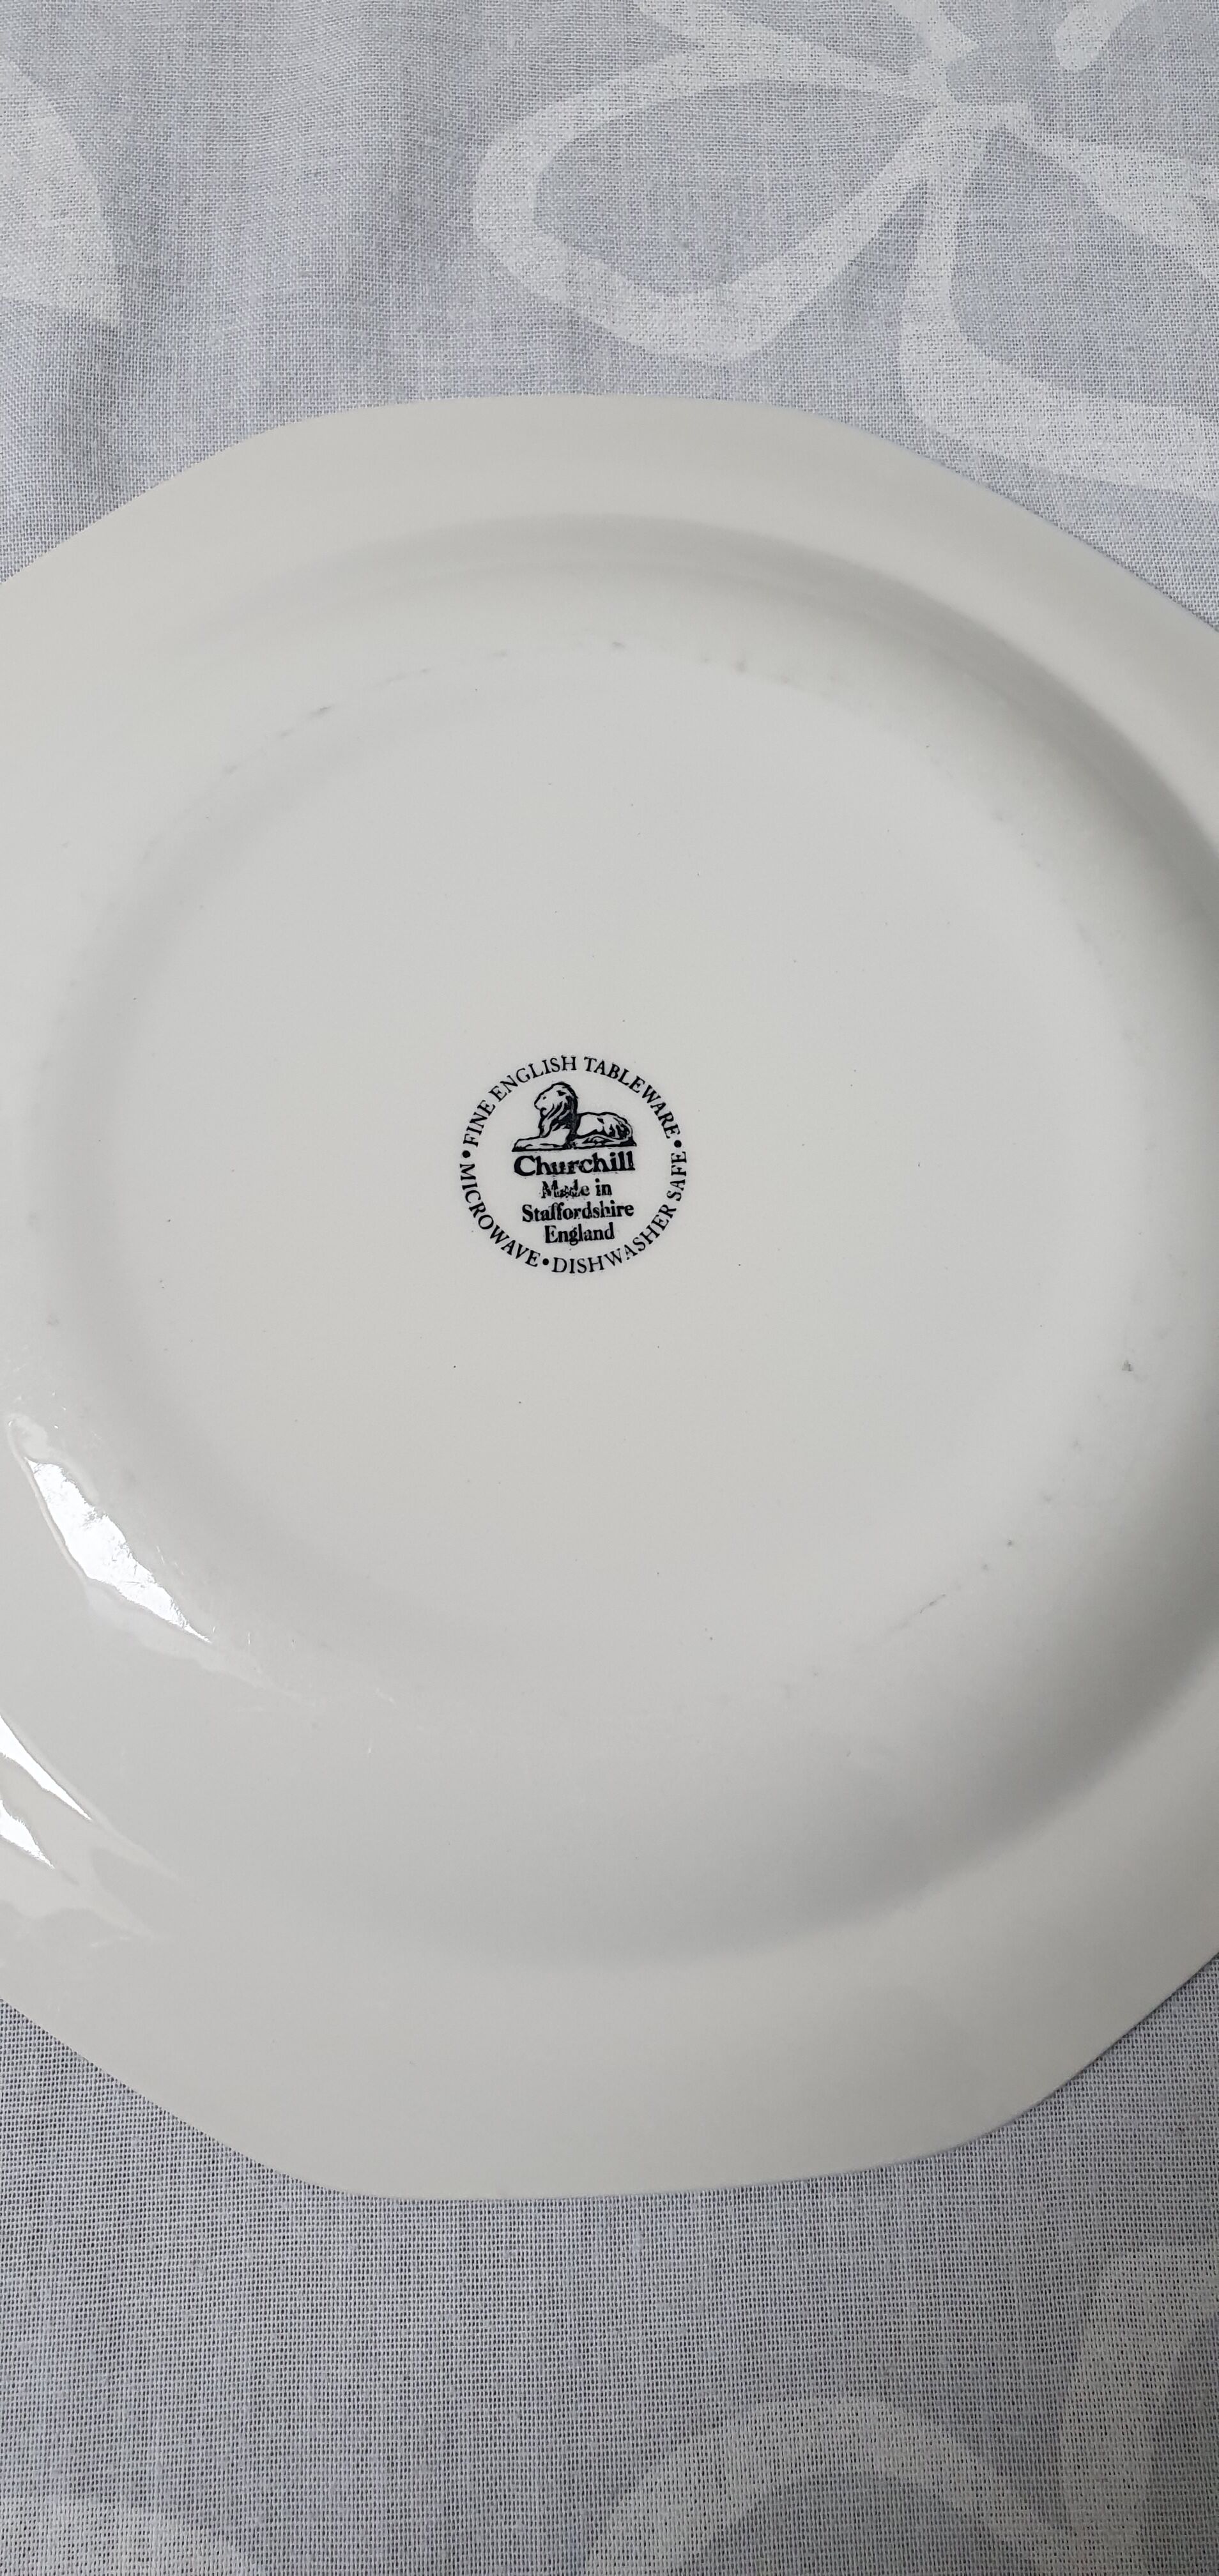 • FINE ENGLISH TABLEWARE •
Churchill
Made in
Staffordshire
England
MICROWAVE • DISHWASHER SAFE